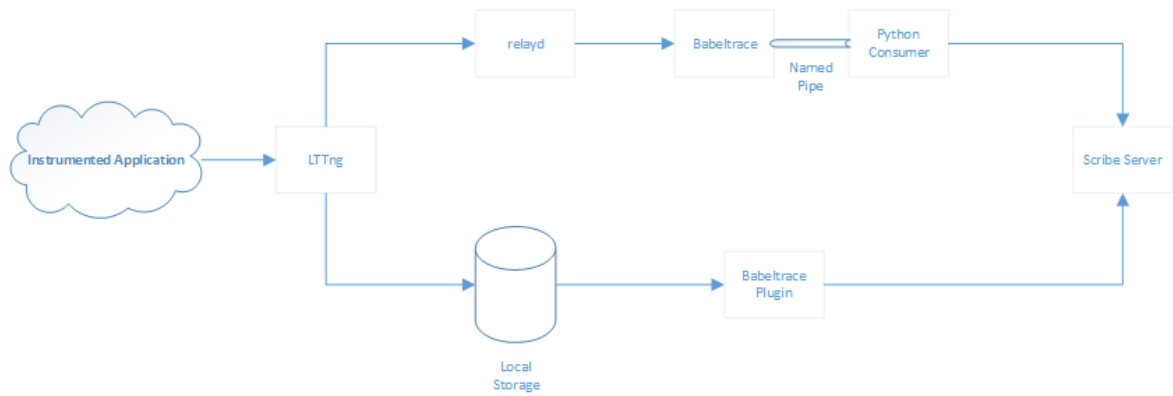 relayd
Babeltrace
Python
Consumer
Named
Pipe
Instrumented Application
LTTng
Scribe Server
Babeltrace
Plugin
Local
Storage